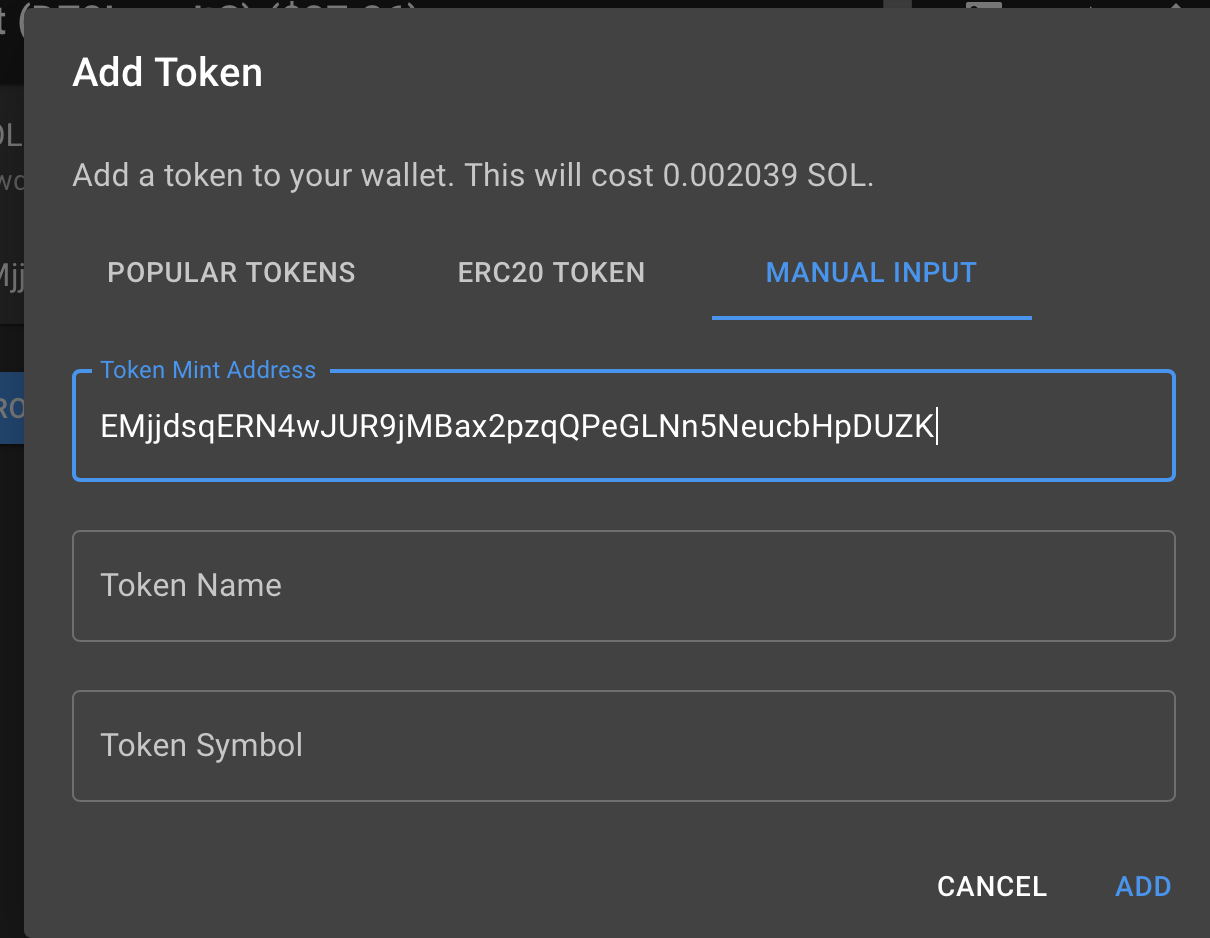 Add Token
Add a token to your wallet. This will cost 0.002039 SOL.
POPULAR TOKENS ERC20 TOKEN MANUAL INPUT
Token Mint Address
EMjjdsqERN4wJUR9jMBax2pzqQPeGLNn5NeucbHpDUZK
Token Name
Token Symbol
CANCEL ADD